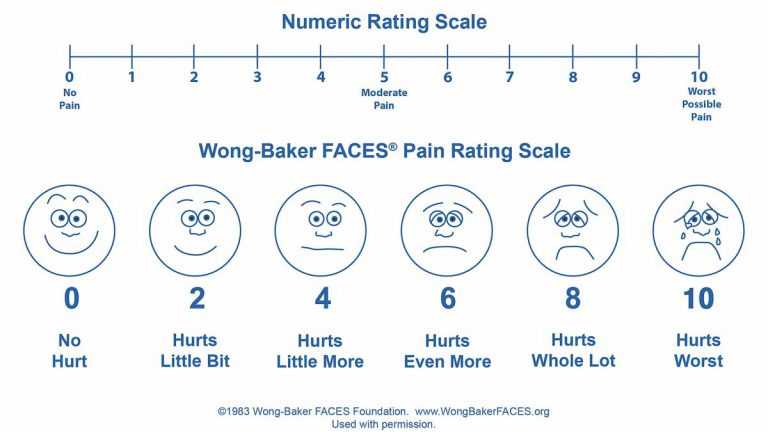 Numeric Rating Scale
0 1 2 3 4 5 6 7 8 9 10
No Pain
Moderate Pain
Worst Possible Pain
Wong-Baker FACES® Pain Rating Scale
0 2 4 6 8 10
No Hurt
Hurts Little Bit
Hurts Little More
Hurts Even More
Hurts Whole Lot
Hurts Worst
©1983 Wong-Baker FACES Foundation. www.WongBakerFACES.org
Used with permission.